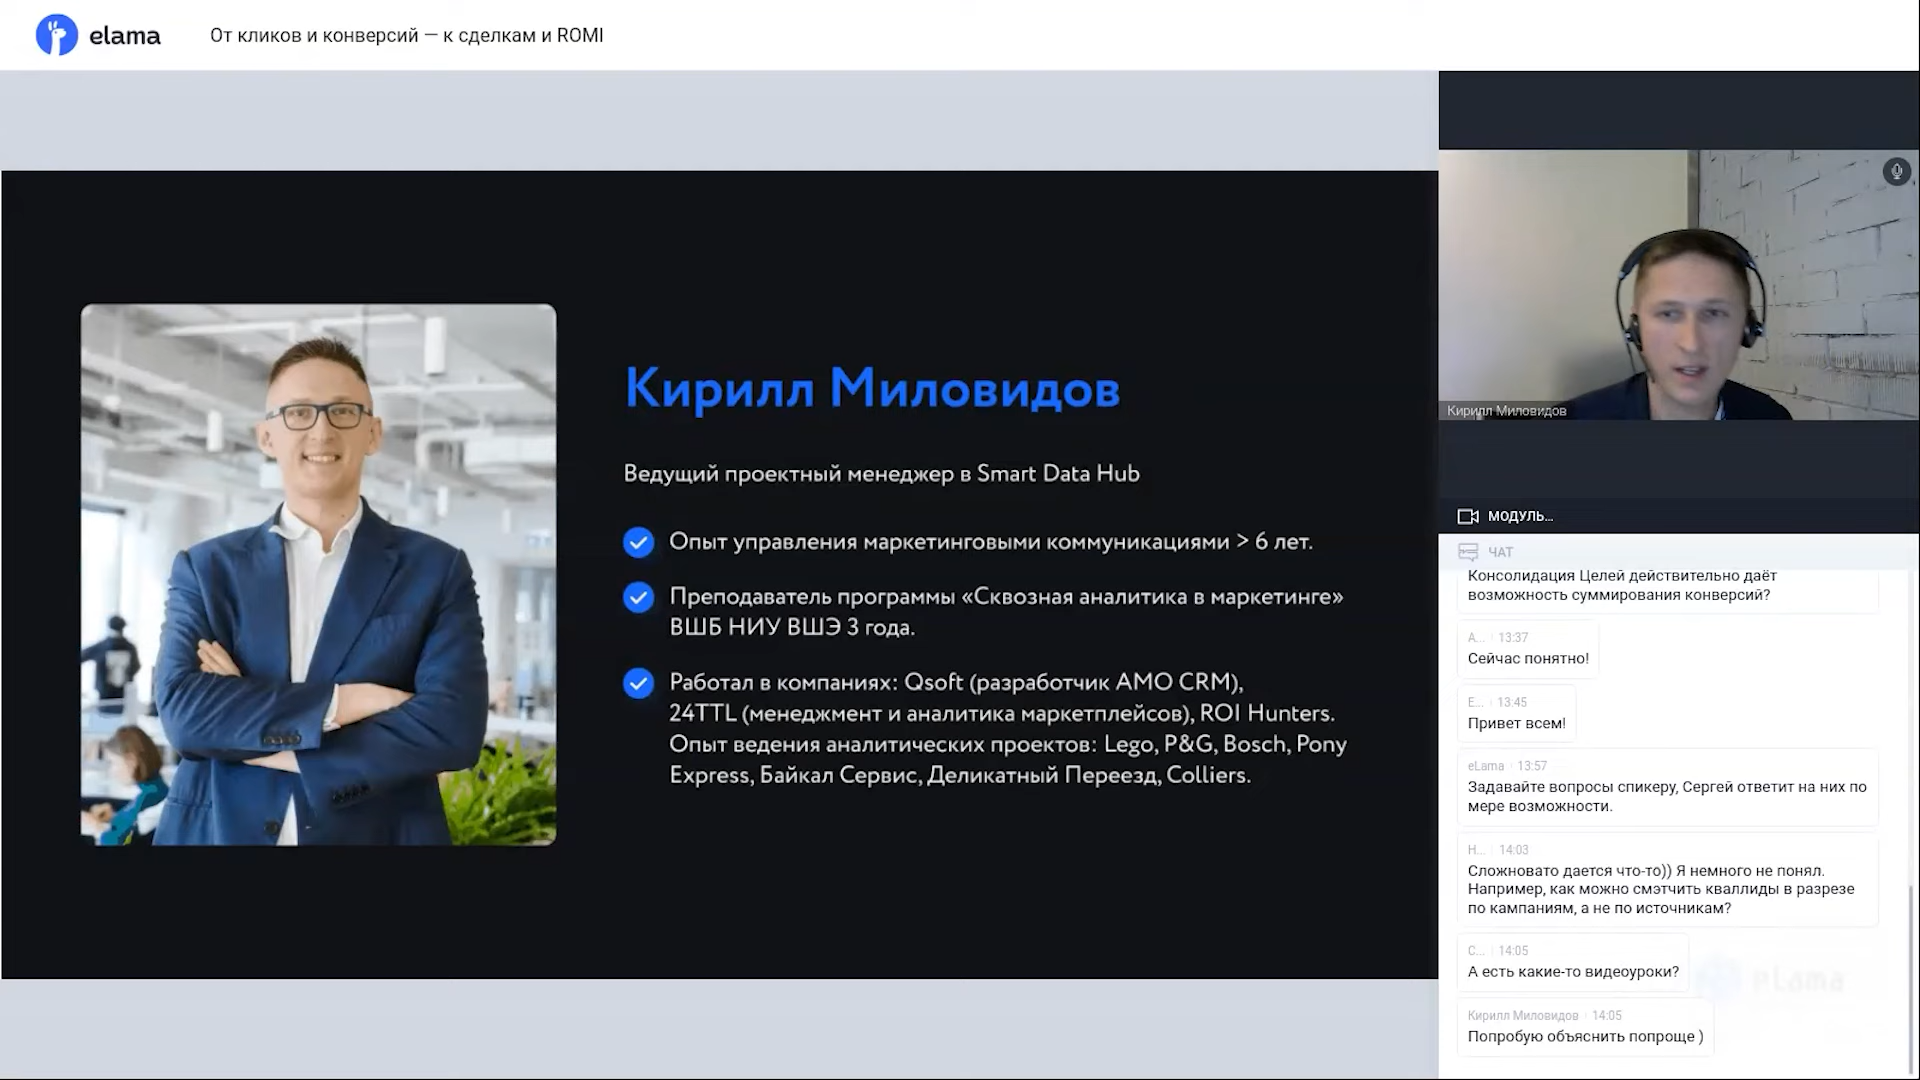 elama
От кликов и конверсий — к сделкам и ROMI
Кирилл Миловидов
Ведущий проектный менеджер в Smart Data Hub
Опыт управления маркетинговыми коммуникациями > 6 лет.
Преподаватель программы «Сквозная аналитика в маркетинге»
ВШБ НИУ ВШЭ 3 года.
Работал в компаниях: Qsoft (разработчик АМО CRM),
24TTL (менеджмент и аналитика маркетплейсов), ROI Hunters.
Опыт ведения аналитических проектов: Lego, P&G, Bosch, Pony
Express, Байкал Сервис, Деликатный Переезд, Colliers.
Кирилл Миловидов
МОДУЛЬ…
ЧАТ
Консолидация Целей действительно даёт
возможность суммирования конверсий?
А... 13:37
Сейчас понятно!
Е... 13:45
Привет всем!
eLama 13:57
Задавайте вопросы спикеру, Сергей ответит на них по
мере возможности.
Н... 14:03
Сложновато дается что-то)) Я немного не понял.
Например, как можно смэтчить кваллиды в разрезе
по кампаниям, а не по источникам?
С... 14:05
А есть какие-то видеоуроки?
eLama
Кирилл Миловидов 14:05
Попробую объяснить попроще )